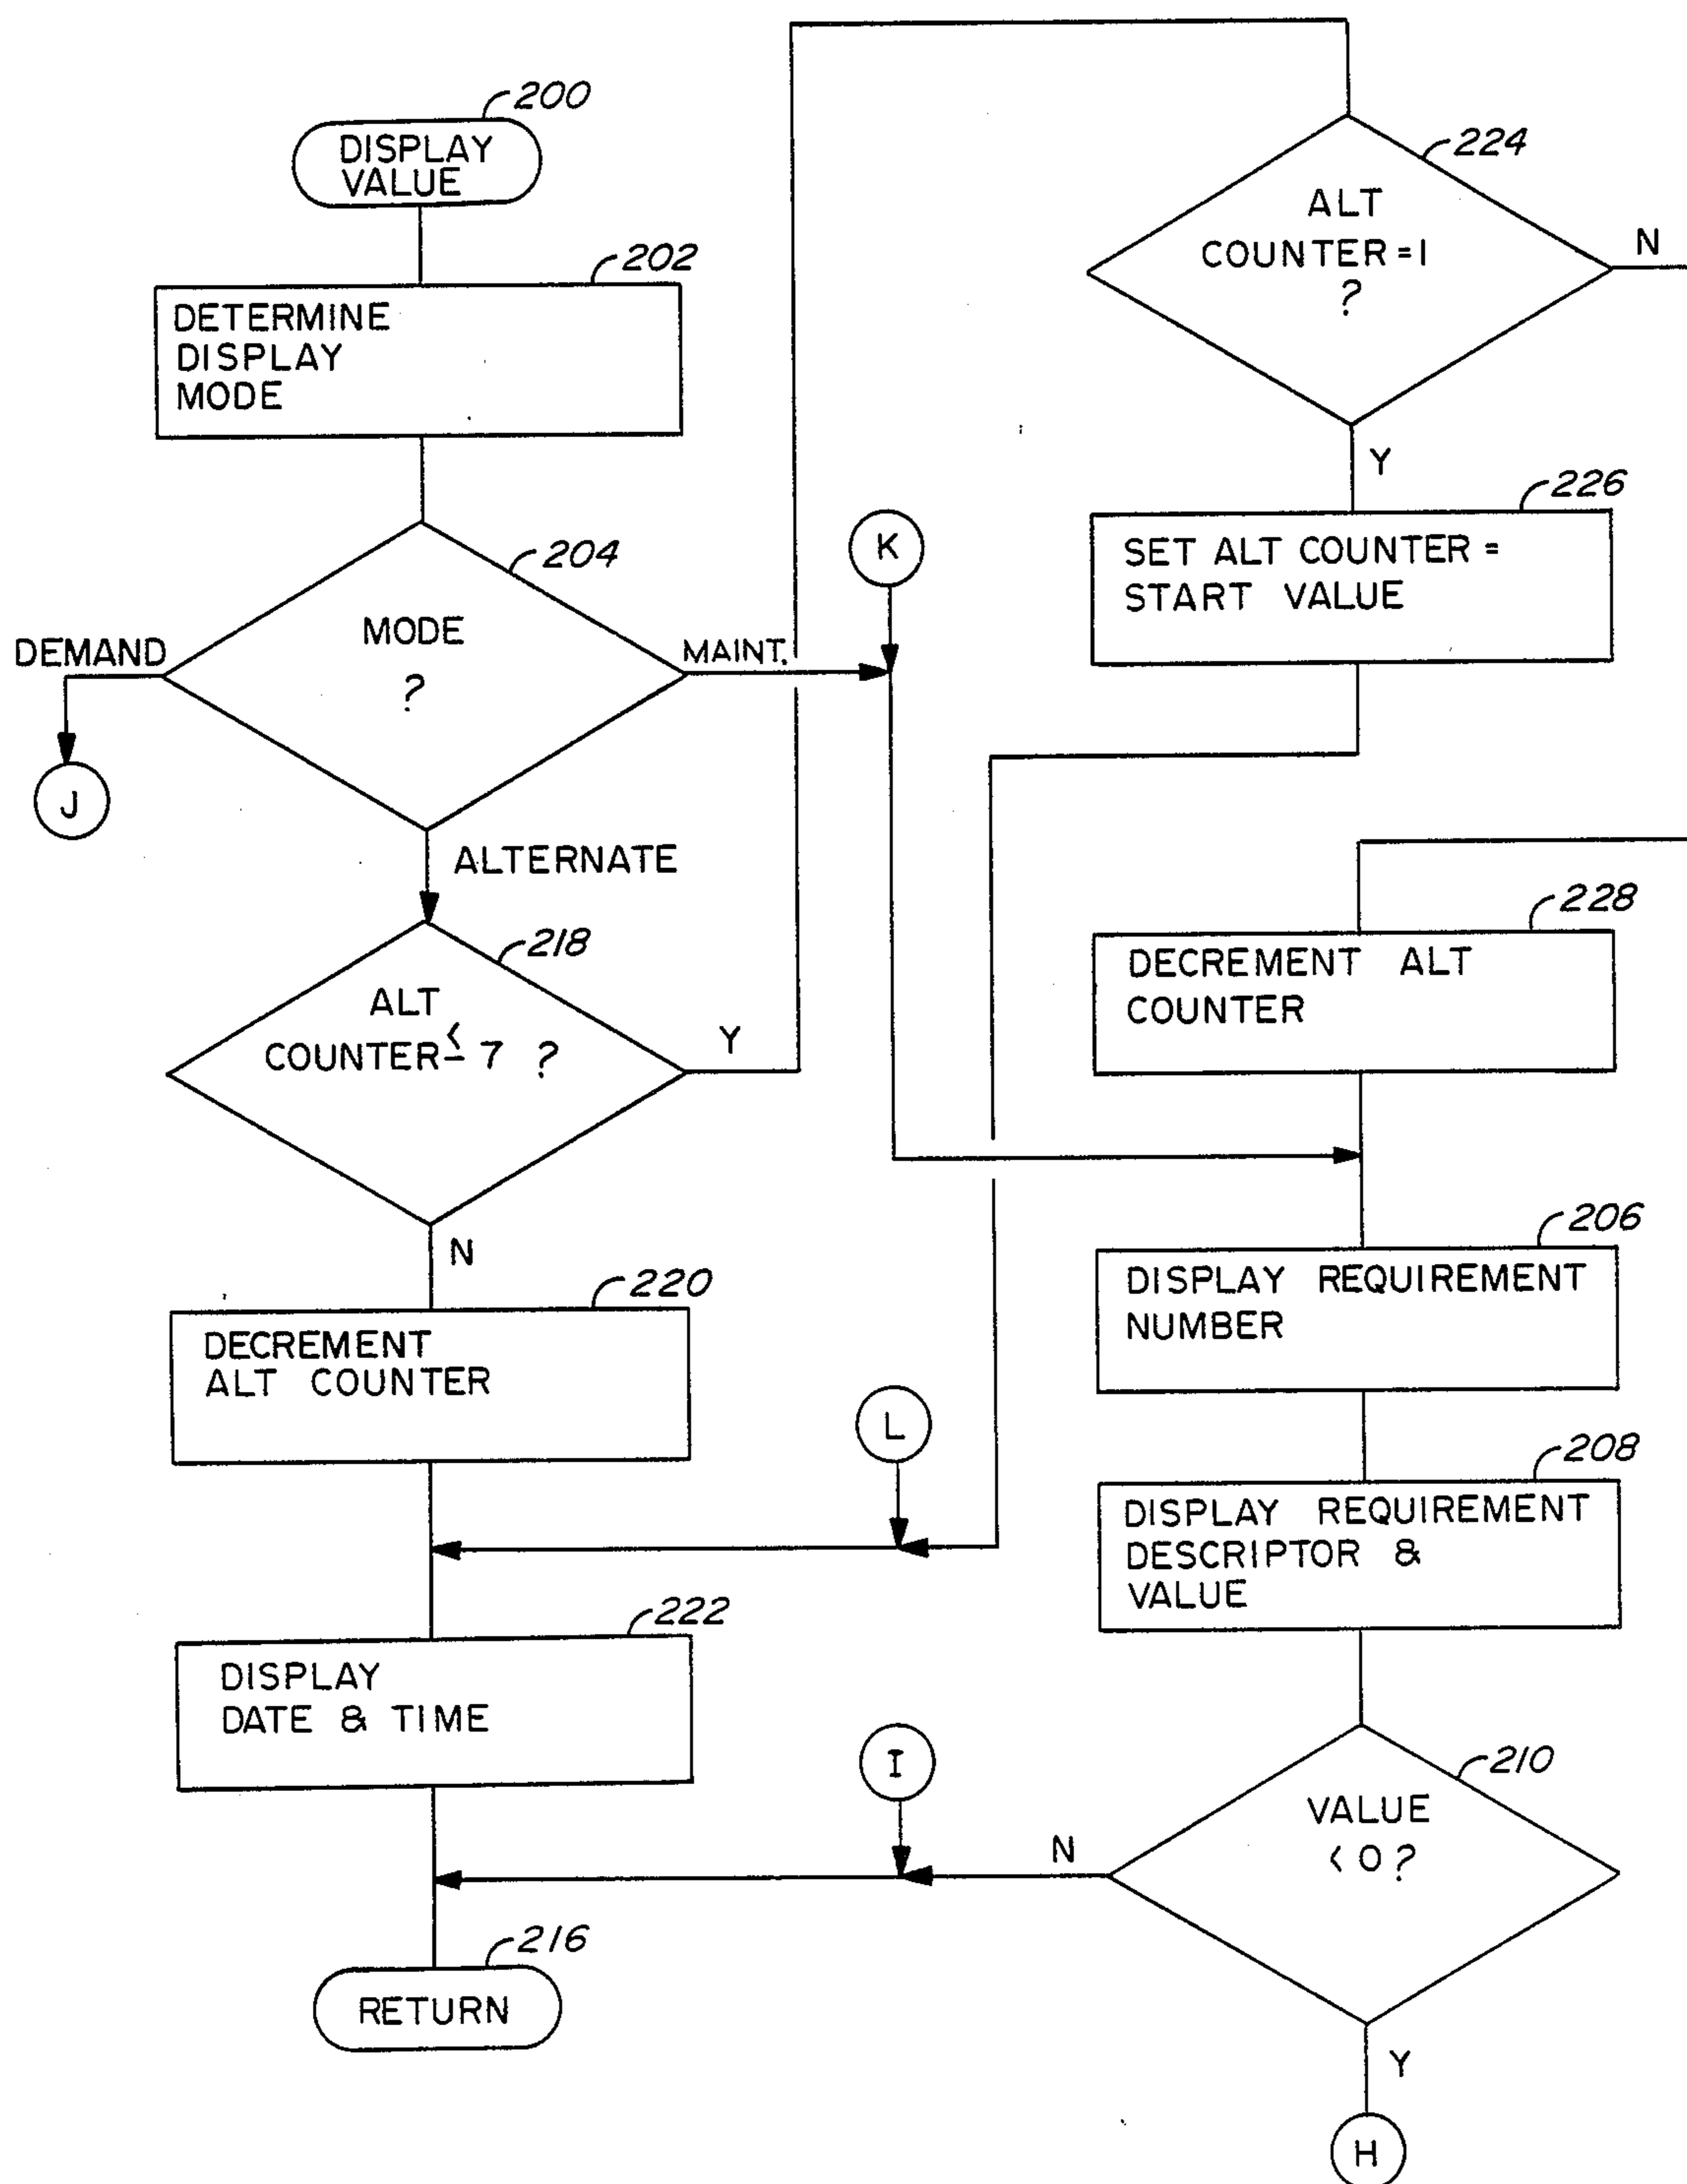 200
DISPLAY
VALUE
202
DETERMINE
DISPLAY
MODE
204
MODE
?
DEMAND
MAINT.
J
K
ALTERNATE
218
ALT
COUNTER ≤ 7 ?
Y
N
220
DECREMENT
ALT COUNTER
L
222
DISPLAY
DATE & TIME
I
216
RETURN
224
ALT
COUNTER = 1
?
N
Y
226
SET ALT COUNTER =
START VALUE
228
DECREMENT ALT
COUNTER
206
DISPLAY REQUIREMENT
NUMBER
208
DISPLAY REQUIREMENT
DESCRIPTOR &
VALUE
210
VALUE
< 0 ?
N
Y
H